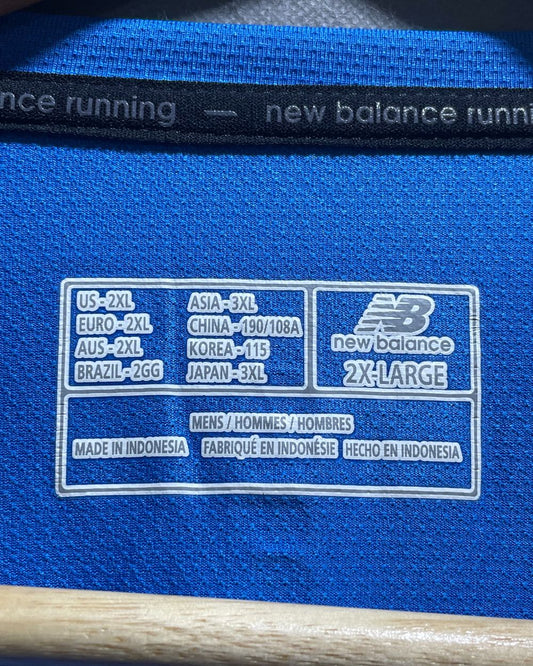 nce running — new balance runni
US - 2XL
EURO - 2XL
AUS - 2XL
BRAZIL - 2GG
ASIA - 3XL
CHINA - 190/108A
KOREA - 115
JAPAN - 3XL
NB
new balance
2X-LARGE
MENS / HOMMES / HOMBRES
MADE IN INDONESIA FABRIQUÉ EN INDONÉSIE HECHO EN INDONESIA